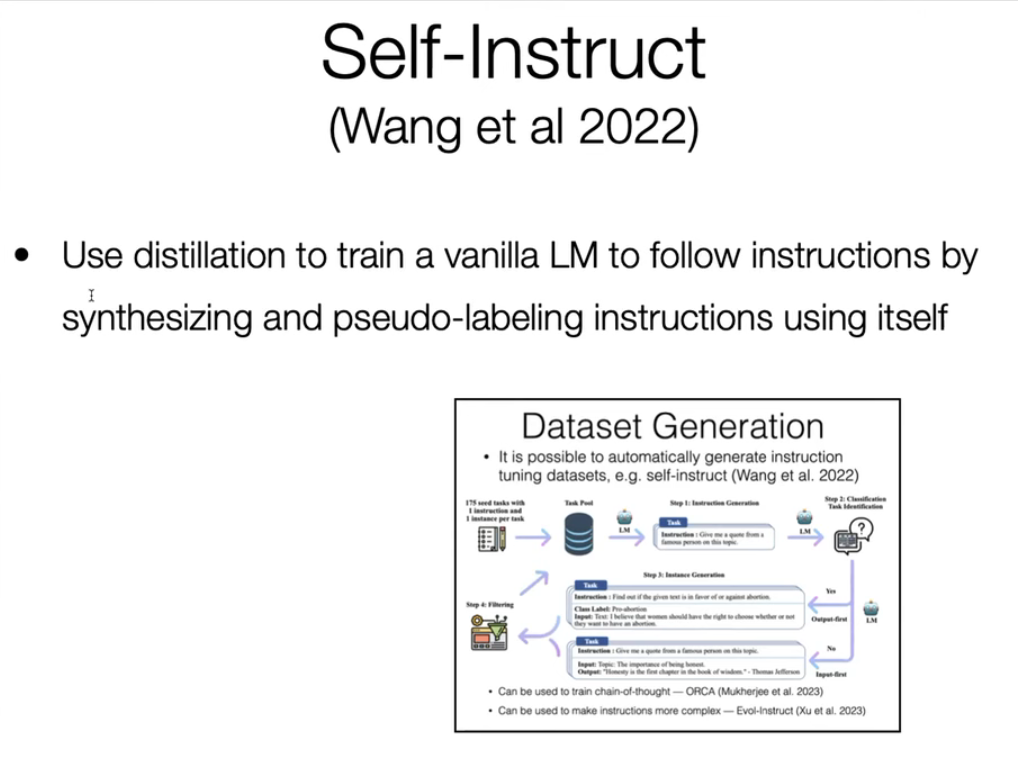 Self-Instruct
(Wang et al 2022)
• Use distillation to train a vanilla LM to follow instructions by
synthesizing and pseudo-labeling instructions using itself
Dataset Generation
• It is possible to automatically generate instruction
tuning datasets, e.g. self-instruct (Wang et al. 2022)
175 seed tasks with
1 instruction and
1 instance per task
Task Pool
Step 1: Instruction Generation
Step 2: Classification
Task Identification
LM
Task
Instruction : Give me a quote from a
famous person on this topic.
LM
Step 3: Instance Generation
Task
Instruction : Find out if the given text is in favor of or against abortion.
Class Label: Pro-abortion
Input: Text: I believe that women should have the right to choose whether or not
they want to have an abortion.
Yes
Output-first
LM
Step 4: Filtering
Task
Instruction : Give me a quote from a famous person on this topic.
Input: Topic: The importance of being honest.
Output: "Honesty is the first chapter in the book of wisdom." - Thomas Jefferson
No
Input-first
• Can be used to train chain-of-thought — ORCA (Mukherjee et al. 2023)
• Can be used to make instructions more complex — Evol-Instruct (Xu et al. 2023)